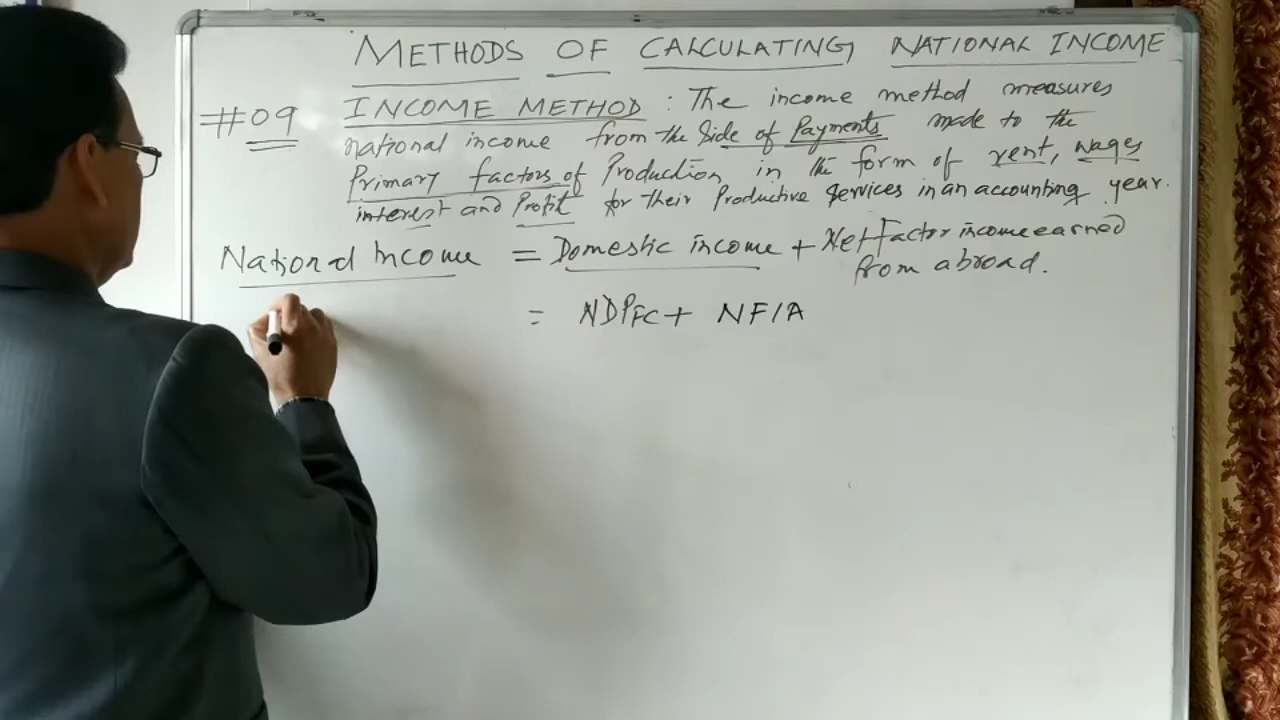 METHODS OF CALCULATING NATIONAL INCOME
#09 INCOME METHOD : The income method measures
national income from the Side of Payments made to the
Primary factors of Production in the form of rent, wages
interest and Profit for their Productive Services in an accounting year.
National Income = Domestic income + Net Factor income earned
from abroad.
= NDPFC + NFIA